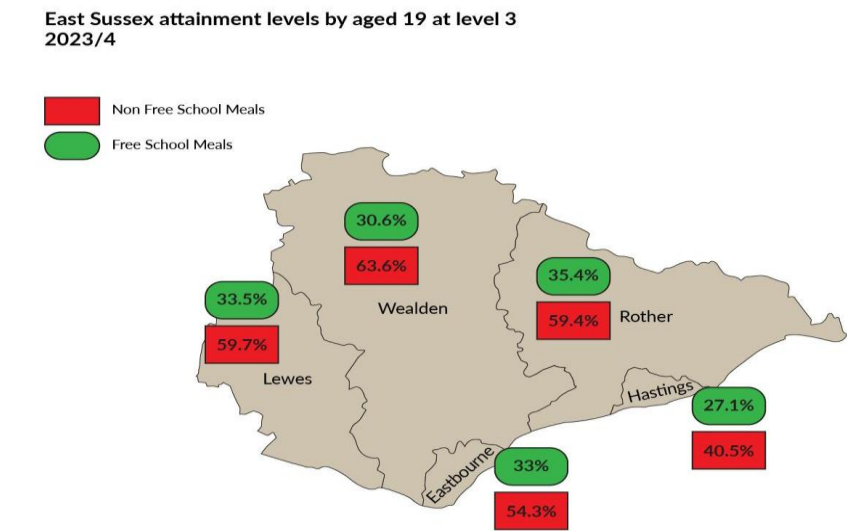 East Sussex attainment levels by aged 19 at level 3
2023/4
Non Free School Meals
Free School Meals
30.6%
63.6%
Wealden
33.5%
59.7%
Lewes
35.4%
59.4%
Rother
Hastings
27.1%
40.5%
Eastbourne
33%
54.3%